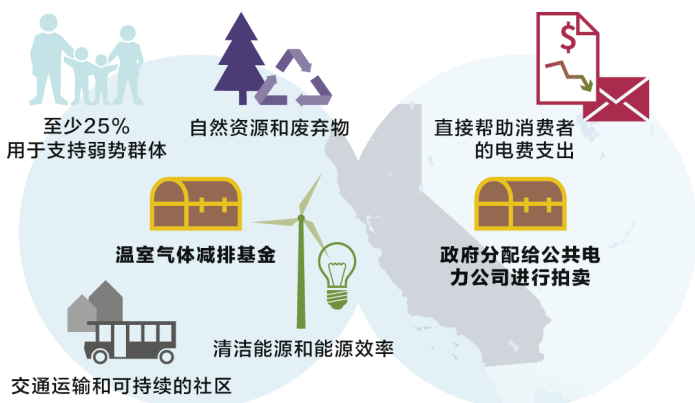 至少25%
用于支持弱势群体
自然资源和废弃物
$
直接帮助消费者
的电费支出
温室气体减排基金
政府分配给公共电
力公司进行拍卖
清洁能源和能源效率
交通运输和可持续的社区